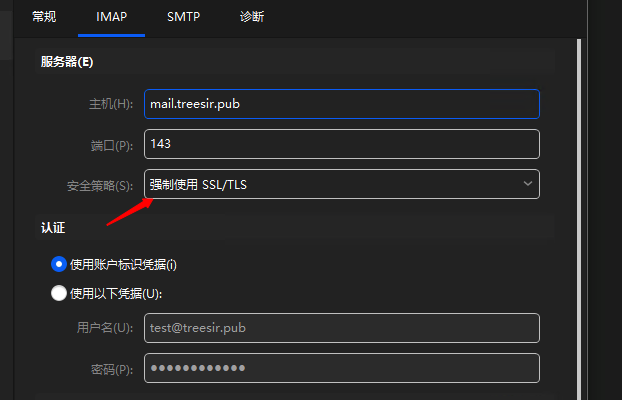 常规 IMAP SMTP 诊断
服务器(E)
主机(H): mail.treesir.pub
端口(P): 143
安全策略(S): 强制使用 SSL/TLS
认证
使用账户标识凭据(i)
使用以下凭据(U):
用户名(U): test@treesir.pub
密码(P): ●●●●●●●●●●●●